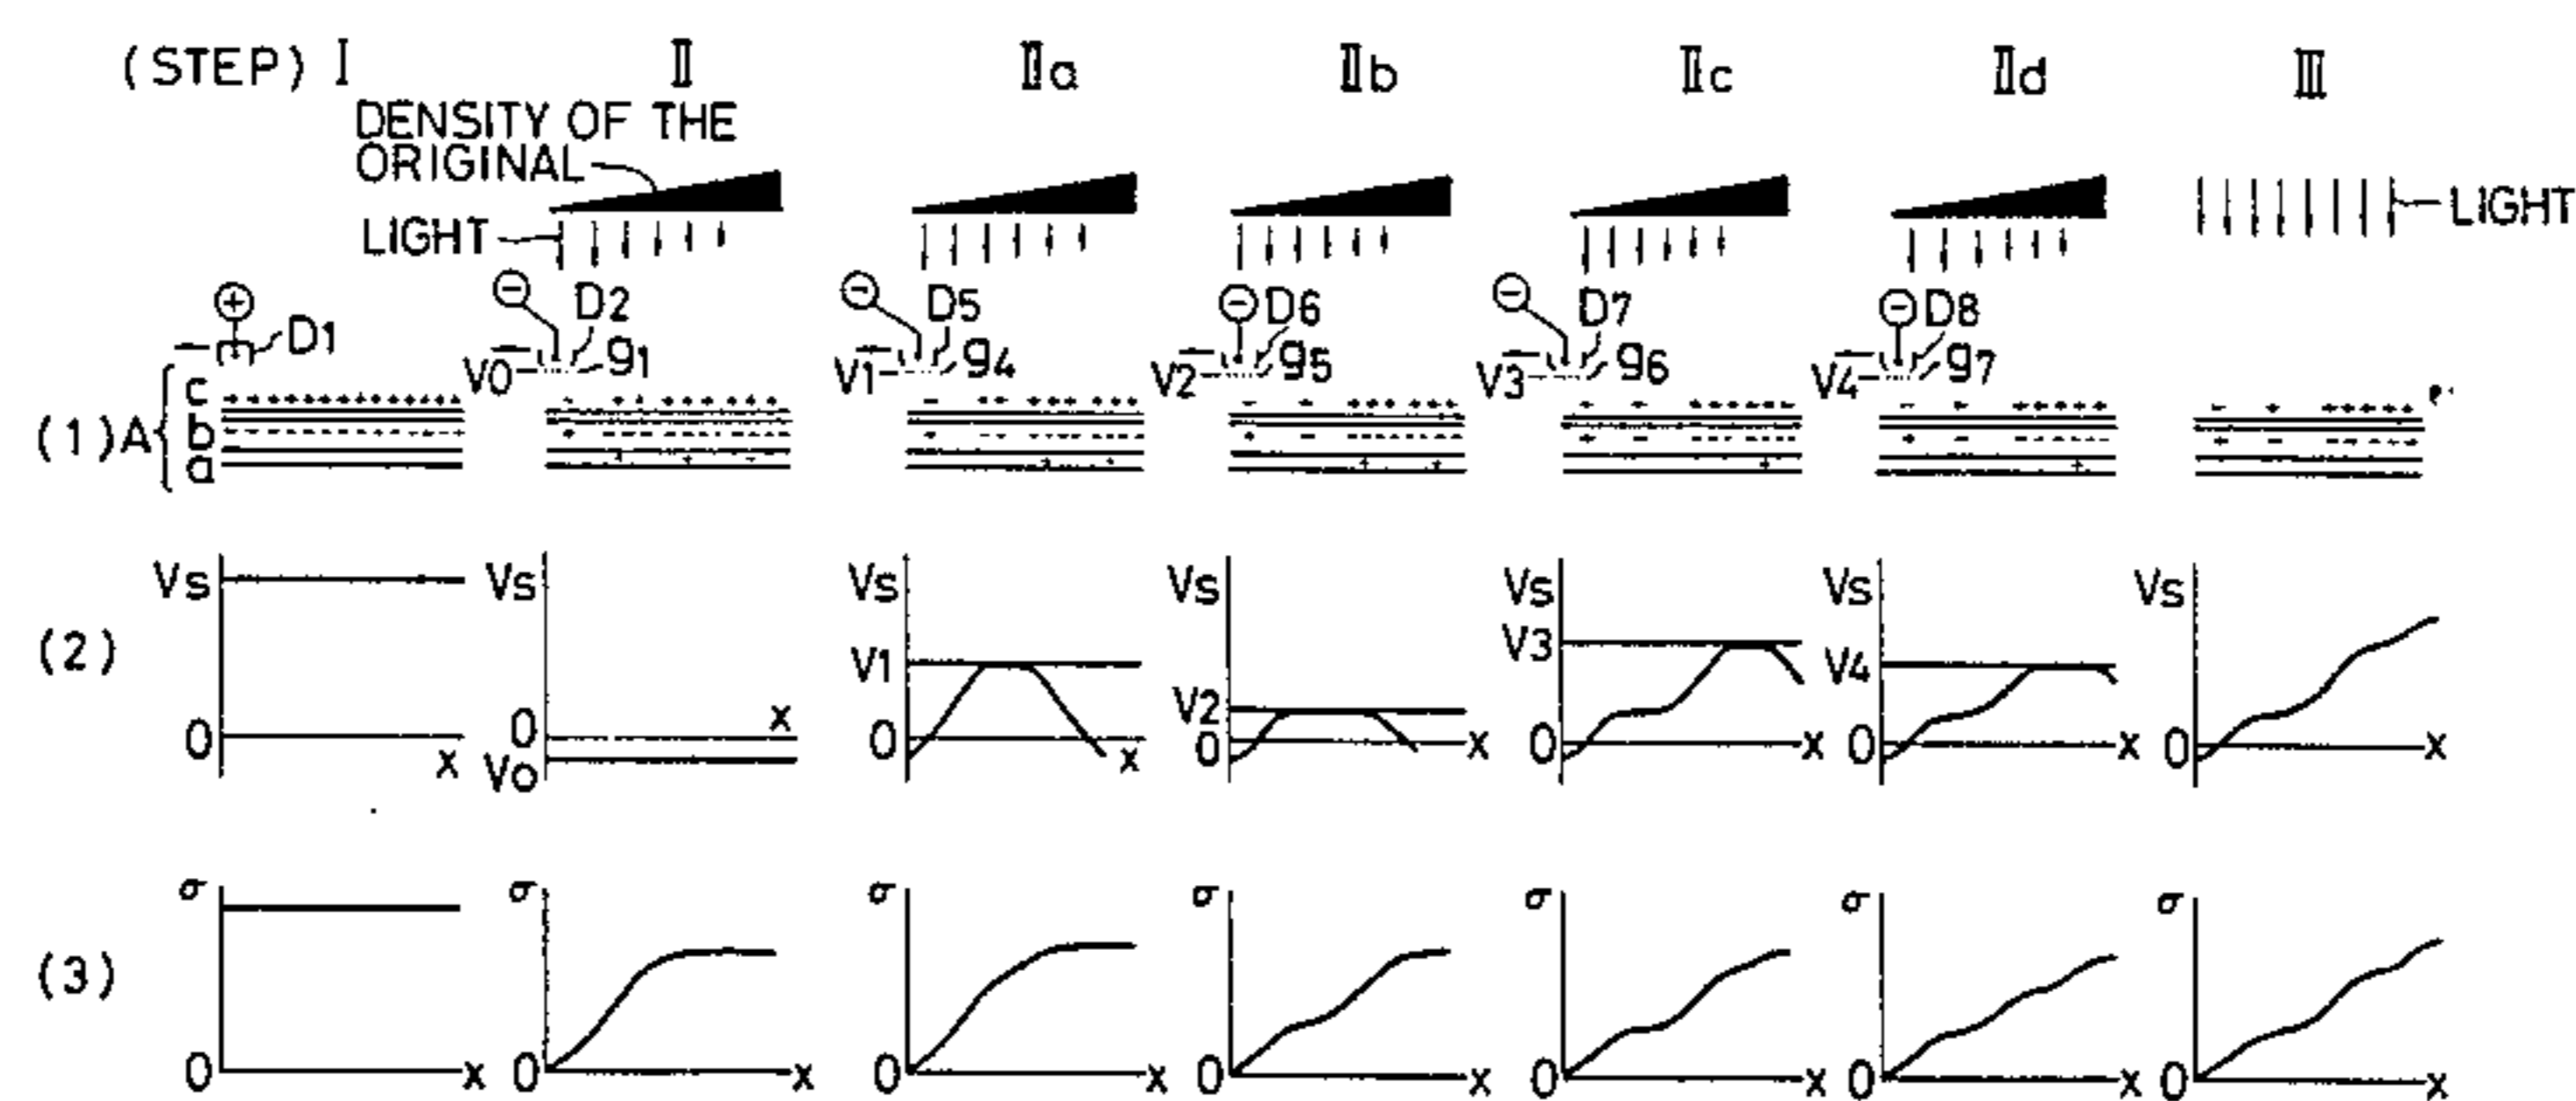 (STEP) I II IIa IIb IIc IId III
DENSITY OF THE
ORIGINAL
LIGHT LIGHT
⊕ ⊖ D2 ⊖ D5 ⊖ D6 ⊖ D7 ⊖ D8
D1 g1 g4 g5 g6 g7
V0 V1 V2 V3 V4
(1) A c
b
a
(2) Vs Vs Vs Vs Vs Vs Vs
V1 V2 V3 V4
0 0 0 0 0 0 0
x x x x x x x
Vo
(3) σ σ σ σ σ σ σ
0 x 0 x 0 x 0 x 0 x 0 x 0 x